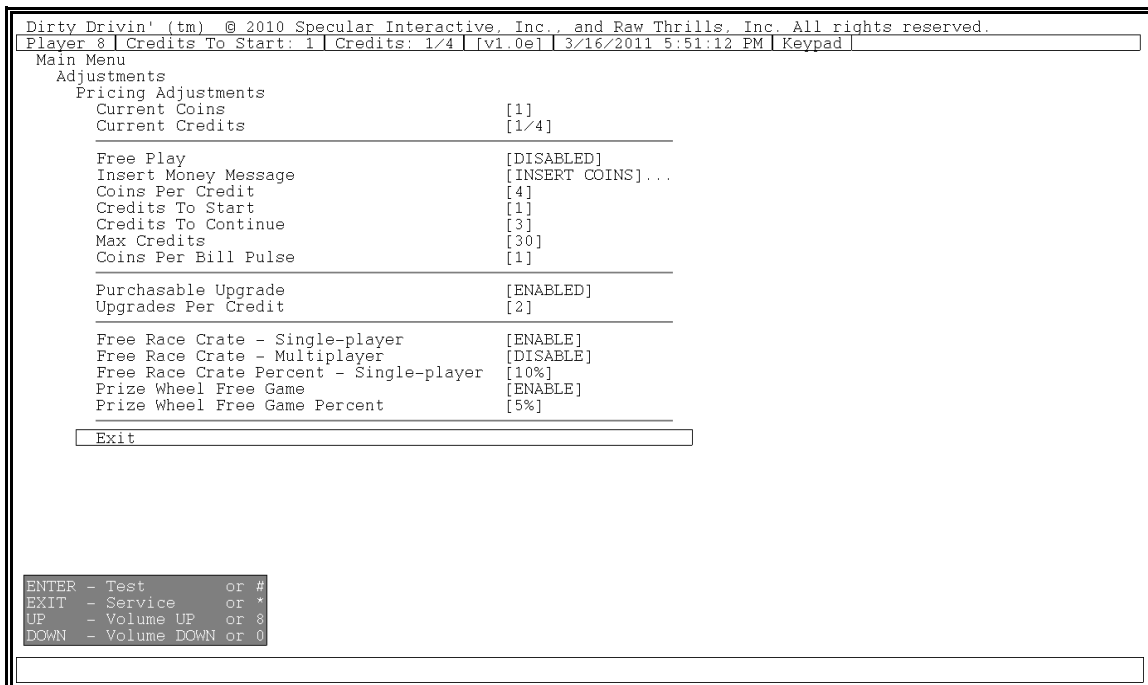 Dirty Drivin' (tm) © 2010 Specular Interactive, Inc., and Raw Thrills, Inc. All rights reserved.
Player 8 | Credits To Start: 1 | Credits: 1/4 | [v1.0e] | 3/16/2011 5:51:12 PM | Keypad |
Main Menu
Adjustments
Pricing Adjustments
Current Coins [1]
Current Credits [1/4]
Free Play [DISABLED]
Insert Money Message [INSERT COINS]...
Coins Per Credit [4]
Credits To Start [1]
Credits To Continue [3]
Max Credits [30]
Coins Per Bill Pulse [1]
Purchasable Upgrade [ENABLED]
Upgrades Per Credit [2]
Free Race Crate - Single-player [ENABLE]
Free Race Crate - Multiplayer [DISABLE]
Free Race Crate Percent - Single-player [10%]
Prize Wheel Free Game [ENABLE]
Prize Wheel Free Game Percent [5%]
Exit
ENTER - Test or #
EXIT - Service or *
UP - Volume UP or 8
DOWN - Volume DOWN or 0